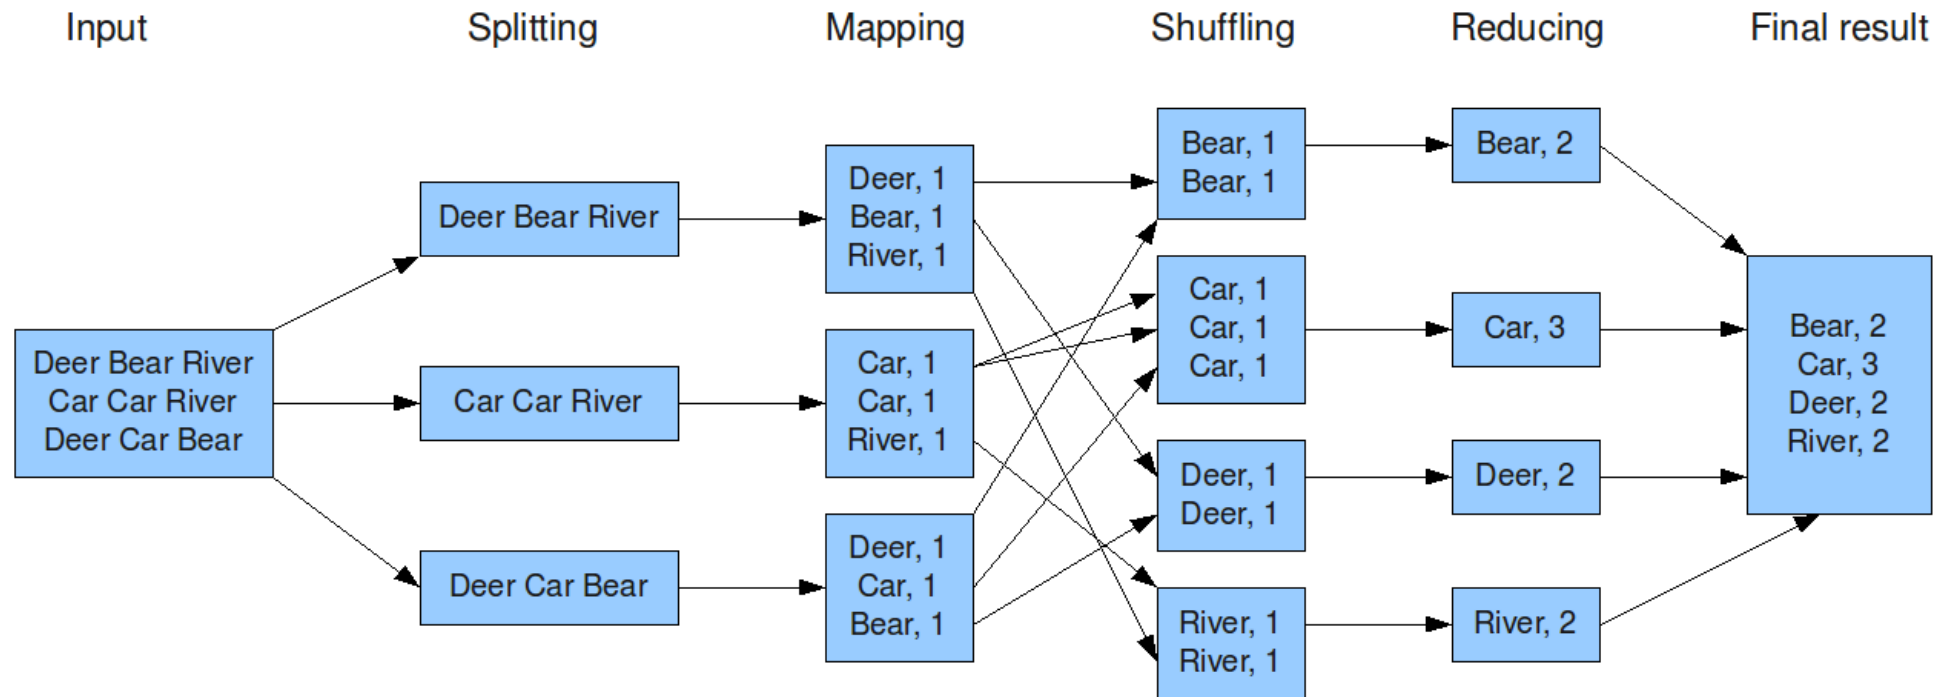 Input
Splitting
Mapping
Shuffling
Reducing
Final result
Deer Bear River
Car Car River
Deer Car Bear
Deer Bear River
Car Car River
Deer Car Bear
Deer, 1
Bear, 1
River, 1
Car, 1
Car, 1
River, 1
Deer, 1
Car, 1
Bear, 1
Bear, 1
Bear, 1
Car, 1
Car, 1
Car, 1
Deer, 1
Deer, 1
River, 1
River, 1
Bear, 2
Car, 3
Deer, 2
River, 2
Bear, 2
Car, 3
Deer, 2
River, 2